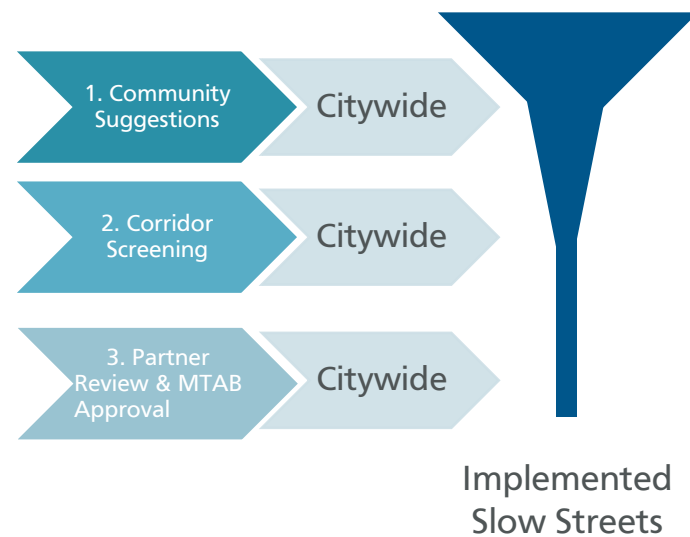 1. Community
Suggestions
Citywide
2. Corridor
Screening
Citywide
3. Partner
Review & MTAB
Approval
Citywide
Implemented
Slow Streets